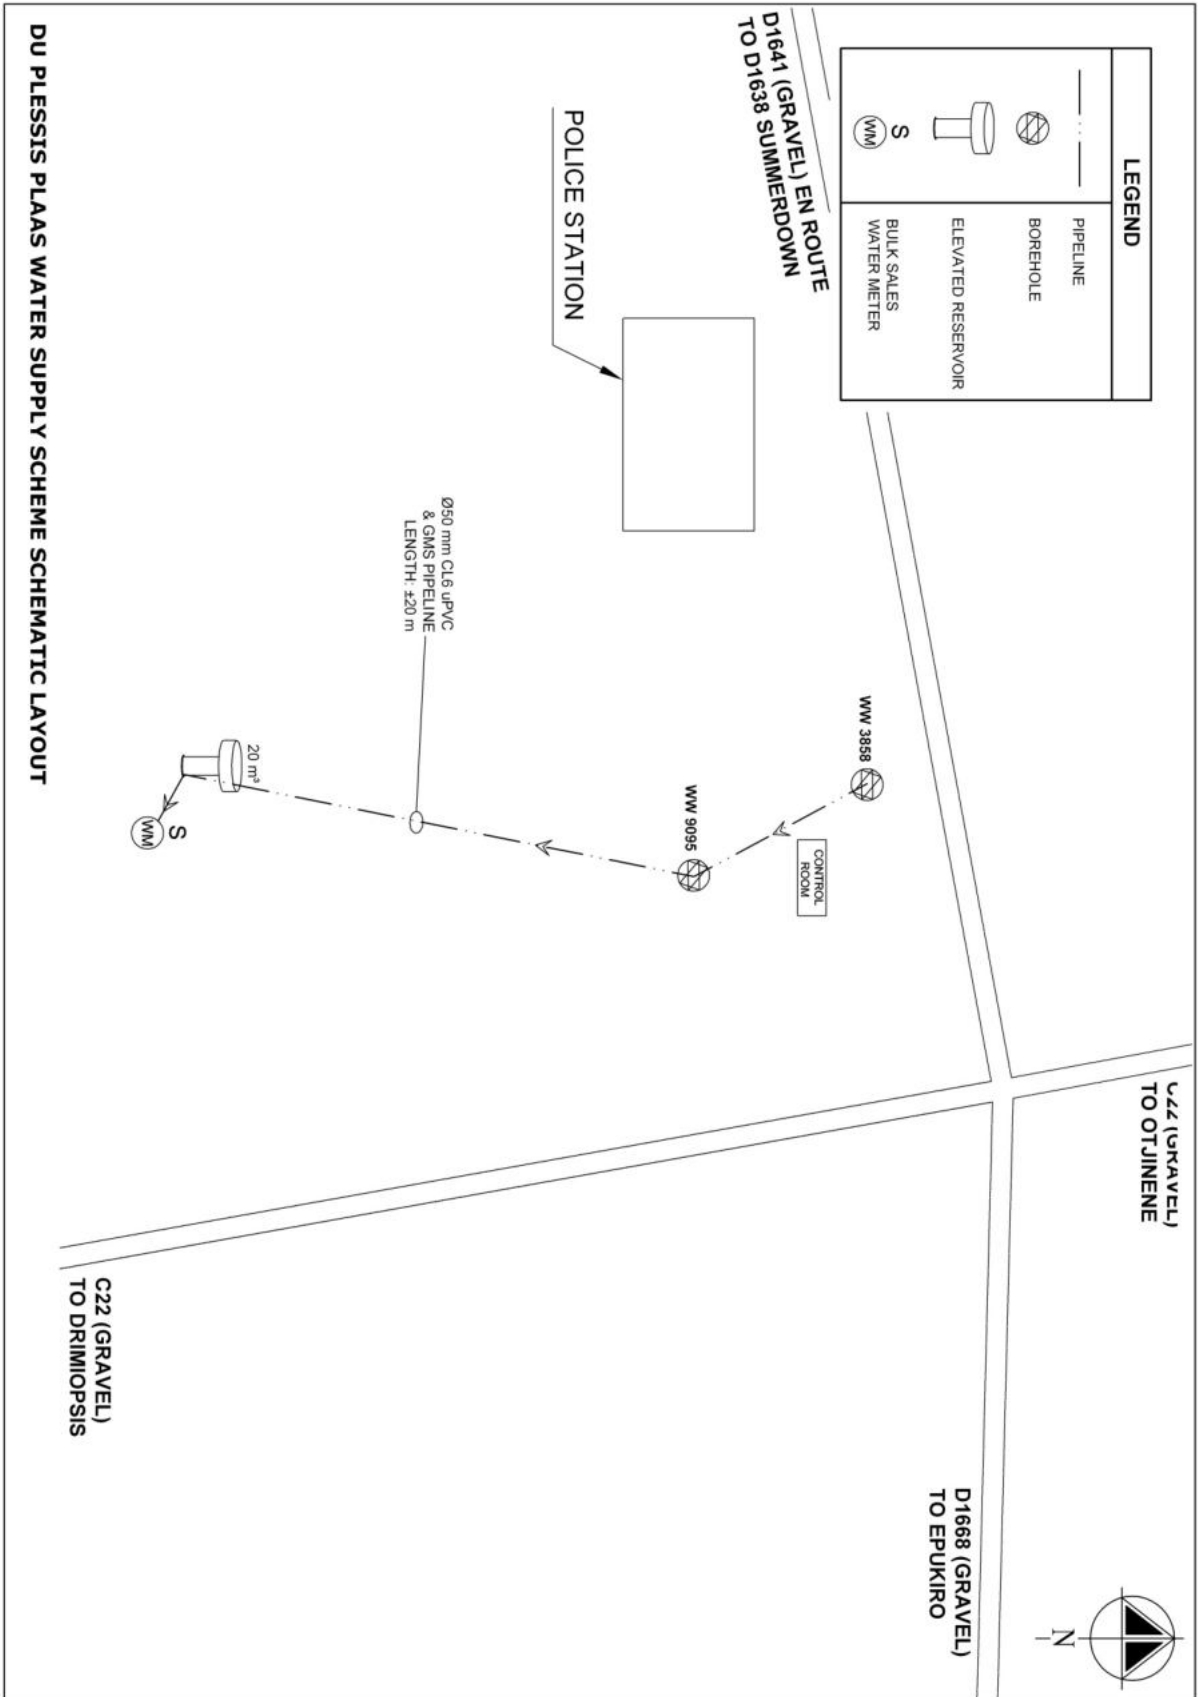 LEGEND
PIPELINE
BOREHOLE
ELEVATED RESERVOIR
S
WM
BULK SALES
WATER METER
D1641 (GRAVEL) EN ROUTE
TO D1638 SUMMERDOWN
POLICE STATION
C22 (GRAVEL)
TO OTJINENE
N
D1668 (GRAVEL)
TO EPUKIRO
WW 3858
CONTROL
ROOM
WW 9095
Ø50 mm CL6 uPVC
& GMS PIPELINE
LENGTH: ±20 m
20 m³
S
WM
C22 (GRAVEL)
TO DRIMIOPSIS
DU PLESSIS PLAAS WATER SUPPLY SCHEME SCHEMATIC LAYOUT